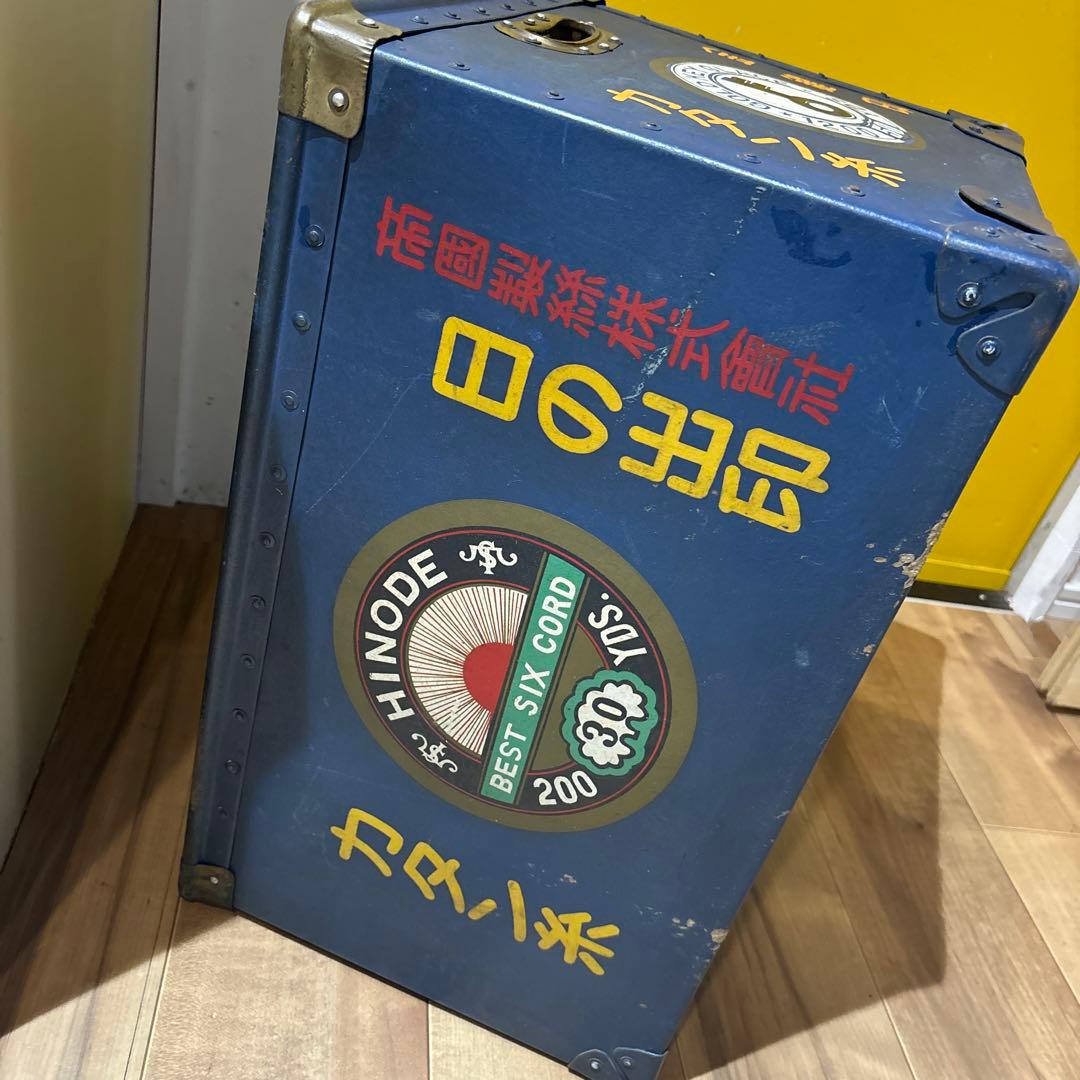 カタン糸
帝國製絲株式會社
日の出印
HINODE
BEST SIX CORD
200 YDS.
30
カタン糸